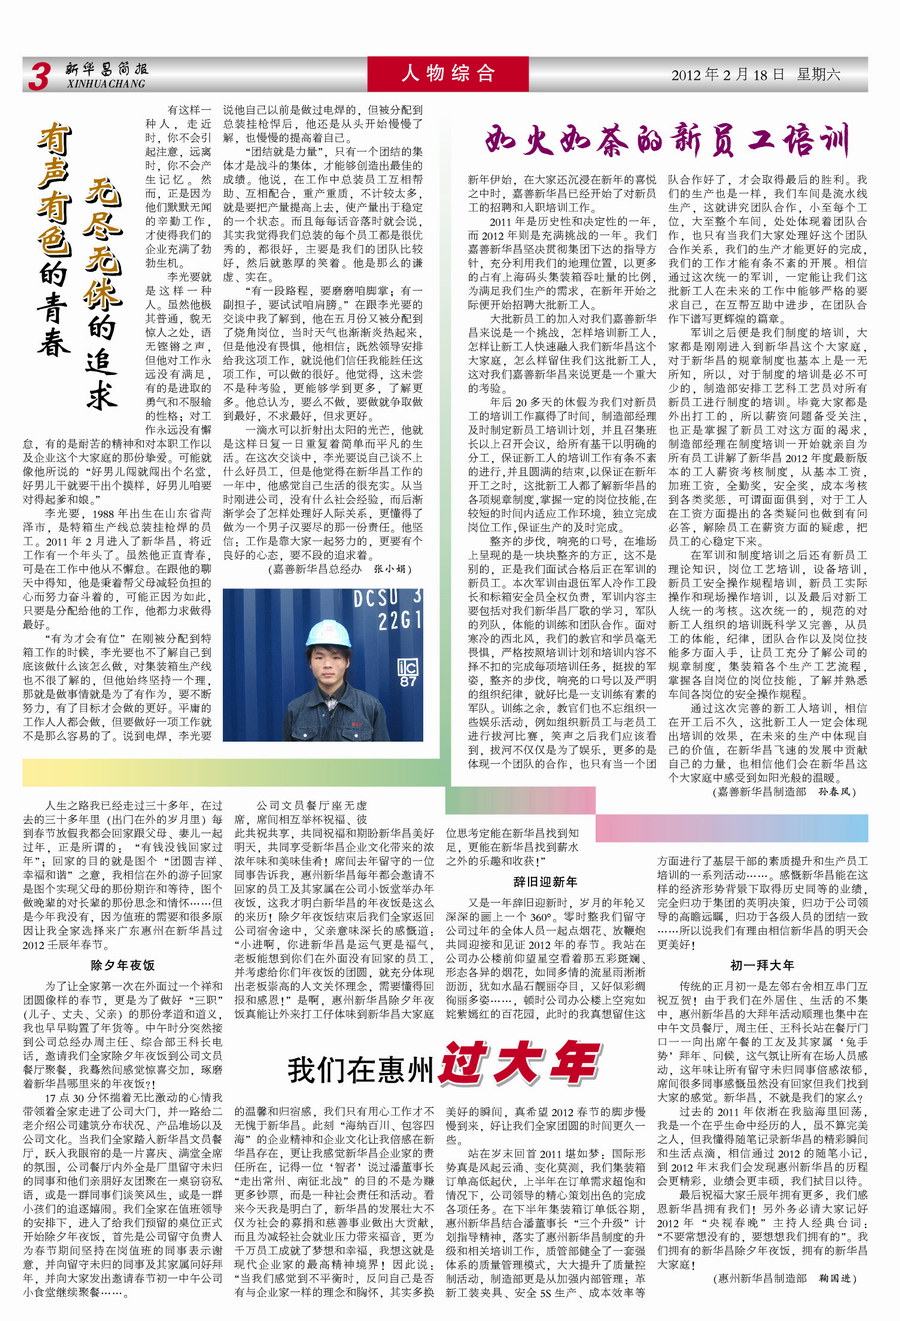 3
新华昌简报
XINHUACHANG
人物综合
2012 年 2 月 18 日 星期六
有声有色的青春
无尽无休的追求
有这样一
种人，走近
时，你不会引
起注意，远离
时，你不会产
生记忆。然
而，正是因为
他们默默无闻
的辛勤工作，
才使得我们的
企业充满了勃
勃生机。
李光要就
是这样一种
人。虽然他极
其普通，貌无
惊人之处，语
无铿锵之声，
但他对工作永
远没有满足，
有的是进取的
勇气和不服输
的性格；对工
作永远没有懈
怠，有的是耐苦的精神和对本职工作以
及企业这个大家庭的那份挚爱。可能就
像他所说的“好男儿闯就闯出个名堂，
好男儿干就要干出个摸样，好男儿咱要
对得起爹和娘。”
李光要，1988 年出生在山东省菏
泽市，是特箱生产线总装挂枪焊的员
工。2011 年 2 月进入了新华昌，将近
工作有一个年头了。虽然他正直青春，
可是在工作中他从不懈怠。在跟他的聊
天中得知，他是秉着帮父母减轻负担的
心而努力奋斗着的，可能正因为如此，
只要是分配给他的工作，他都力求做得
最好。
“有为才会有位”在刚被分配到特
箱工作的时候，李光要也不了解自己到
底该做什么该怎么做，对集装箱生产线
也不很了解的，但他始终坚持一个理，
那就是做事情就是为了有作为，要不断
努力，有了目标才会做的更好。平庸的
工作人人都会做，但要做好一项工作就
不是那么容易的了。说到电焊，李光要
说他自己以前是做过电焊的，但被分配到
总装挂枪悍后，他还是从头开始慢慢了
解，也慢慢的提高着自己。
“团结就是力量”，只有一个团结的集
体才是战斗的集体，才能够创造出最佳的
成绩。他说，在工作中总装员工互相帮
助、互相配合，重产重质，不计较太多，
就是要把产量提高上去，使产量出于稳定
的一个状态。而且每每话音落时就会说，
其实我觉得我们总装的每个员工都是很优
秀的，都很好，主要是我们的团队比较
好，然后就憨厚的笑着。他是那么的谦
虚、实在。
“有一段路程，要磨磨咱脚掌；有一
副担子，要试试咱肩膀。”在跟李光要的
交谈中我了解到，他在五月份又被分配到
了烧角岗位，当时天气也渐渐炎热起来，
但是他没有畏惧，他相信；既然领导安排
给我这项工作，就说他们信任我能胜任这
项工作，可以做的很好。他觉得，这未尝
不是种考验，更能够学到更多，了解更
多。他总认为，要么不做，要做就争取做
到最好，不求最好，但求更好。
一滴水可以折射出太阳的光芒，他就
是这样日复一日重复着简单而平凡的生
活。在这次交谈中，李光要说自己谈不上
什么好员工，但是他觉得在新华昌工作的
一年中，他感觉自己生活的很充实。从当
时刚进公司，没有什么社会经验，而后渐
渐学会了怎样处理好人际关系，更懂得了
做为一个男子汉要尽的那一份责任。他坚
信；工作是靠大家一起努力的，更要有个
良好的心态，要不段的追求着。
(嘉善新华昌总经办 张小娟)
DCSU 3
22G1
ic
87
如火如荼的新员工培训
新年伊始，在大家还沉浸在新年的喜悦
之中时，嘉善新华昌已经开始了对新员
工的招聘和入职培训工作。
2011 年是历史性和决定性的一年，
而 2012 年则是充满挑战的一年。我们
嘉善新华昌坚达贯彻集团下达的指导方
针，充分利用我们的地理位置，以更多
的占有上海码头集装箱吞吐量的比例，
为满足我们生产的需求，在新年开始之
际便开始招聘大批新工人。
大批新员工的加人对我们嘉善新华
昌来说是一个挑战，怎样培训新工人，
怎样让新工人快速融入我们新华昌这个
大家庭，怎么样留住我们这批新工人，
这对我们嘉善新华昌来说更是一个重大
的考验。
年后 20 多天的休假为我们对新员
工的培训工作赢得了时间，制造部经理
及时制定新员工培训计划，并且召集班
长以上召开会议，给所有基干以明确的
分工，保证新工人的培训工作有条不紊
的进行,并且圆满的结束,以保证在新年
开工之时，这批新工人都了解新华昌的
各项规章制度,掌握一定的岗位技能,在
较短的时间内适应工作环境，独立完成
岗位工作,保证生产的及时完成。
整齐的步伐，响亮的口号，在堆场
上呈现的是一块块整齐的方正，这不是
别的，正是我们面试合格后正在军训的
新员工。本次军训由退伍军人冷作工段
长和标箱安全员全权负责，军训内容主
要包括对我们新华昌厂歌的学习，军队
的列队，体能的训练和团队合作。面对
寒冷的西北风，我们的教官和学员毫无
畏惧，严格按照培训计划和培训内容不
择不扣的完成每项培训任务，挺拔的军
姿，整齐的步伐，响亮的口号以及严明
的组织纪律，就好比是一支训练有素的
军队。训练之余，教官们也不忘组织一
些娱乐活动，例如组织新员工与老员工
进行拔河比赛，笑声之后我们应该看
到，拔河不仅仅是为了娱乐，更多的是
体现一个团队的合作，也只有当一个团
队合作好了，才会取得最后的胜利。我
们的生产也是一样，我们车间是流水线
生产，这就讲究团队合作，小至每个工
位，大至整个车间，处处体现着团队合
作，也只有当我们大家处理好这个团队
合作关系，我们的生产才能更好的完成，
我们的工作才能有条不紊的开展。相信
通过这次统一的军训，一定能让我们这
批新工人在未来的工作中能够严格的要
求自己，在互帮互助中进步，在团队合
作下谱写更辉煌的篇章。
军训之后便是我们制度的培训，大
家都是刚刚进入到新华昌这个大家庭，
对于新华昌的规章制度也基本上是一无
所知，所以，对于制度的培训是必不可
少的，制造部安排工艺科工艺员对所有
新员工进行制度的培训。毕竟大家都是
外出打工的，所以薪资问题备受关注，
也正是掌握了新员工对这方面的渴求，
制造部经理在制度培训一开始就亲自为
所有员工讲解了新华昌 2012 年度最新版
本的工人薪资考核制度，从基本工资，
加班工资，全勤奖，安全奖，成本考核
到各类奖惩，可谓面面俱到，对于工人
在工资方面提出的各类疑问也做到有问
必答，解除员工在薪资方面的疑虑，把
员工的心稳定下来。
在军训和制度培训之后还有新员工
理论知识，岗位工艺培训，设备培训，
新员工安全操作规程培训，新员工实际
操作和现场操作培训，以及最后对新工
人统一的考核。这次统一的，规范的对
新工人组织的培训既科学又完善，从员
工的体能，纪律，团队合作以及岗位技
能多方面入手，让员工充分了解公司的
规章制度，集装箱各个生产工艺流程，
掌握各自岗位的岗位技能，了解并熟悉
车间各岗位的安全操作规程。
通过这次完善的新工人培训，相信
在开工后不久，这批新工人一定会体现
出培训的效果，在未来的生产中体现自
己的价值，在新华昌飞速的发展中贡献
自己的力量，也相信他们会在新华昌这
个大家庭中感受到如阳光般的温暖。
(嘉善新华昌制造部 孙春风)
人生之路我已经走过三十多年，在过
去的三十多年里（出门在外的岁月里）每
到春节放假我都会回家跟父母、妻儿一起
过年，正是所谓的；“有钱没钱回家过
年”；回家的目的就是图个“团圆吉祥、
幸福和谐”之意，我相信在外的游子回家
是图个实现父母的那份期许和等待，图个
做晚辈的对长辈的那份思念和情怀……但
是今年我没有，因为值班的需要和很多原
因让我全家选择来广东惠州在新华昌过
2012 壬辰年春节。
除夕年夜饭
为了让全家第一次在外面过一个祥和
团圆像样的春节，更是为了做好“三职”
(儿子、丈夫、父亲) 的那份孝道和道义，
我也早早购置了年货等。中午时分突然接
到公司总经办周主任、综合部王科长电
话，邀请我们全家除夕年夜饭到公司文员
餐厅聚餐，我蓦然间感觉惊喜交加，琢磨
着新华昌哪里来的年夜饭?!
17 点 30 分怀揣着无比激动的心情我
带领着全家走进了公司大门，并一路给二
老介绍公司建筑分布状况、产品堆场以及
公司文化。当我们全家踏入新华昌文员餐
厅，跃入我眼帘的是一片喜庆、满堂全席
的氛围，公司餐厅内外全是厂里留守未归
的同事和他们亲朋好友团聚在一桌窃窃私
语，或是一群同事们谈笑风生，或是一群
小孩们的追逐嬉闹。我们全家在值班领导
的安排下，进入了给我们预留的桌位正式
开始除夕年夜饭，首先是公司留守负责人
为春节期间坚持在岗值班的同事表示谢
意，并向留守未归的同事及其家属问好拜
年，并向大家发出邀请春节初一中午公司
小食堂继续聚餐……。
公司文员餐厅座无虚
席，席间相互举杯祝福、彼
此共祝共享，共同祝福和期盼新华昌美好
明天，共同享受新华昌企业文化带来的浓
浓年味和美味佳肴！席间去年留守的一位
同事告诉我，惠州新华昌每年都会邀请不
回家的员工及其家属在公司小饭堂举办年
夜饭，这我才明白新华昌的年夜饭是这么
的来历！除夕年夜饭结束后我们全家返回
公司宿舍途中，父亲意味深长的感慨道：
“小进啊，你进新华昌是运气更是福气，
老板能想到你们在外面没有回家的员工，
并考虑给你们年夜饭的团圆，就充分体现
出老板崇高的人文关怀理念，需要懂得回
报和感恩！”是啊，惠州新华昌除夕年夜
饭真能让外来打工仔体味到新华昌大家庭
我们在惠州过大年
的温馨和归宿感，我们只有用心工作才不
无愧于新华昌。此刻“海纳百川、包容四
海”的企业精神和企业文化让我倍感在新
华昌存在，更让我感觉新华昌企业家的责
任所在，记得一位‘智者’说过潘董事长
“走出常州、南征北战”的目的不是为赚
更多钞票，而是一种社会责任和活动。看
来今天我是明白了，新华昌的发展壮大不
仅为社会的募捐和慈善事业做出大贡献，
而且为减轻社会就业压力带来福音，更为
千万员工成就了梦想和幸福，我想这就是
现代企业家的最高精神境界！因此说；
“当我们感觉到不平衡时，反问自己是否
有与企业家一样的理念和胸怀，其实多换
位思考定能在新华昌找到知
足，更能在新华昌找到薪水
之外的乐趣和收获！”
辞旧迎新年
又是一年辞旧迎新时，岁月的年轮又
深深的画上一个 360°。零时整我们留守
公司过年的全体人员一起点烟花、放鞭炮
共同迎接和见证 2012 年的春节。我站在
公司办公楼前仰望星空看着那五彩斑斓、
形态各异的烟花，如同多情的流星雨淅淅
沥沥，犹如水晶石靓丽夺目，又好似彩绸
徇丽多姿……，顿时公司办公楼上空宛如
姹紫嫣红的百花园，此时的我真想留住这
美好的瞬间，真希望 2012 春节的脚步慢
慢到来，好让我们全家团圆的时间更久一
些。
站在岁末回首 2011 堪如梦；国际形
势真是风起云涌、变化莫测，我们集装箱
订单高低起伏，上半年在订单需求超饱和
情况下，公司领导的精心策划出色的完成
各项任务。在下半年集装箱订单低谷期，
惠州新华昌结合潘董事长“三个升级”计
划指导精神，落实了惠州新华昌制度的升
级和相关培训工作，质管部健全了一套强
体系的质量管理模式，大大提升了质量控
制活动，制造部更是从加强内部管理；革
新工装夹具、安全 5S 生产、成本效率等
方面进行了基层干部的素质提升和生产员工
培训的一系列活动……。感慨新华昌能在这
样的经济形势背景下取得历史同等的业绩，
完全归功于集团的英明决策，归功于公司领
导的高瞻远瞩，归功于各级人员的团结一致
……所以说我们有理由相信新华昌的明天会
更美好！
初一拜大年
传统的正月初一是左邻右舍相互串门互
祝互贺！由于我们在外居住、生活的不集
中，惠州新华昌的大拜年活动顺理也集中在
中午文员餐厅，周主任、王科长站在餐厅门
口一一向出席午餐的工友及其家属‘兔手
势’拜年、问侯，这气氛让所有在场人员感
动，这年味让所有留守未归同事倍感浓郁，
席间很多同事感慨虽然没有回家但我们找到
大家的感觉。新华昌，不就是我们的家么？
过去的 2011 年依淅在我脑海里回荡，
我是一个在乎生命中经历的人，虽不算完美
之人，但我懂得随笔记录新华昌的精彩瞬间
和生活点滴，相信通过 2012 的随笔小记，
到 2012 年末我们会发现惠州新华昌的历程
会更精彩，业绩会更丰硕，我们拭目以待。
最后祝福大家壬辰年拥有更多，我们感
恩新华昌拥有我们！另外务必请大家记好
2012 年“央视春晚”主持人经典台词；
“不要常想没有的，要想想我们拥有的”。我
们拥有的新华昌除夕年夜饭，拥有的新华昌
大家庭！
(惠州新华昌制造部 鞠国进)